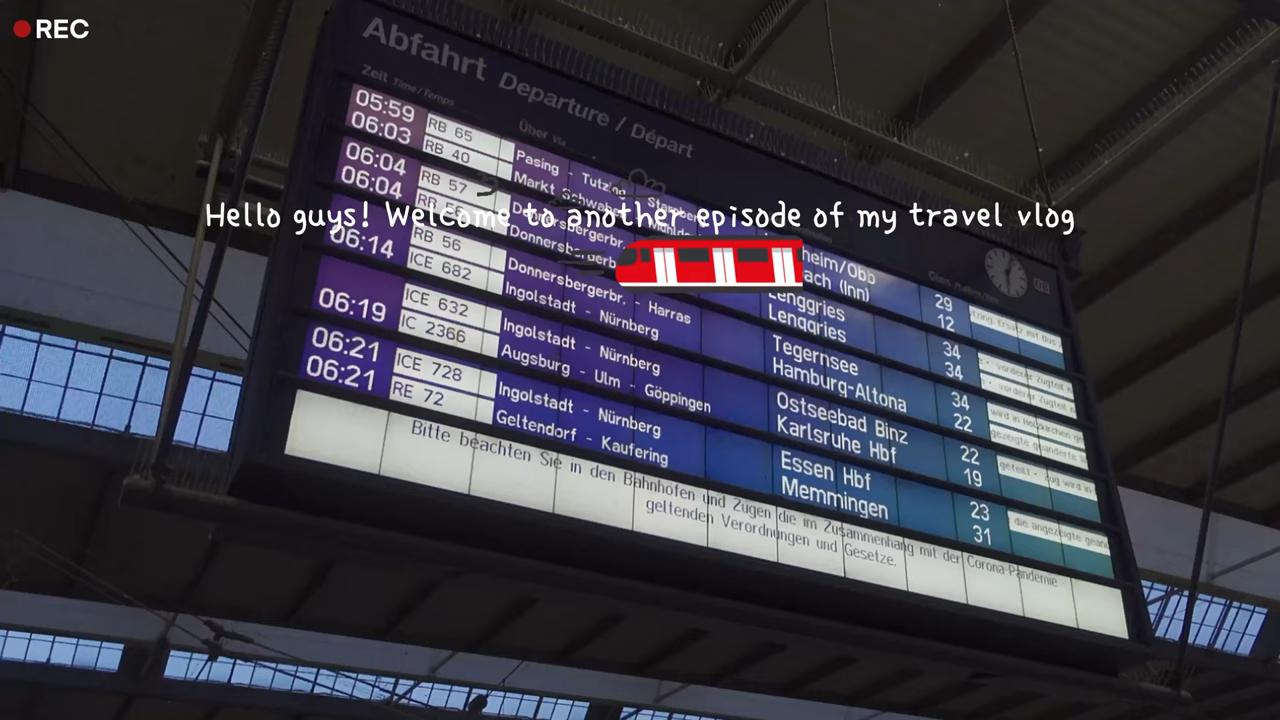 REC
Abfahrt Departure / Départ
Zeit Time/Temps
Über Via
05:59 RB 65 Pasing - Tutzing
06:03 RB 40 Markt 29
06:04 RB 57 12
06:04 RB
Hello guys! Welcome to another episode of my travel vlog
heim/Obb
ach (Inn)
Lenggries 34
Lenggries 34
06:14 RB 56 Donnersbergerbr. - Harras Tegernsee 34
ICE 682 Ingolstadt - Nürnberg Hamburg-Altona 22
06:19 ICE 632 Ingolstadt - Nürnberg Ostseebad Binz 22
IC 2366 Augsburg - Ulm - Göppingen Karlsruhe Hbf 19
06:21 ICE 728 Ingolstadt - Nürnberg Essen Hbf 23
06:21 RE 72 Geltendorf - Kaufering Memmingen 31
Bitte beachten Sie in den Bahnhöfen und Zügen die im Zusammenhang mit der Corona-Pandemie
geltenden Verordnungen und Gesetze.